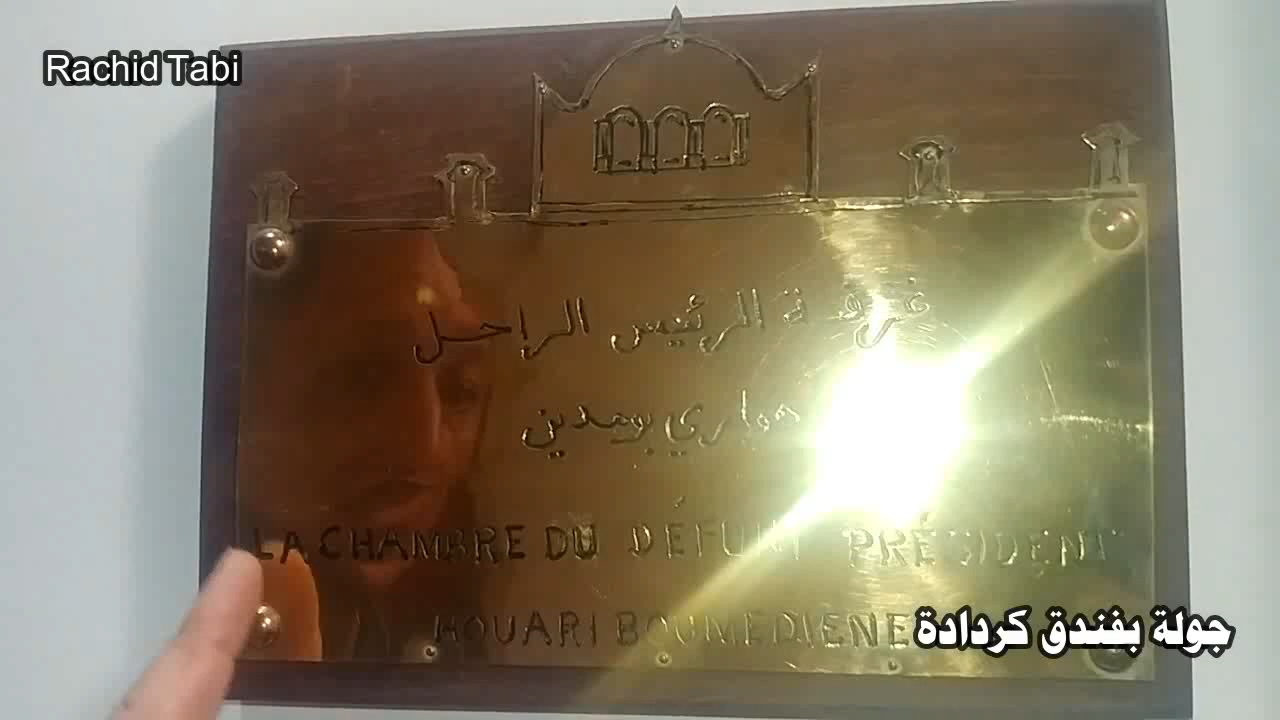 Rachid Tabi
غرفة الرئيس الراحل
هواري بومدين
LA CHAMBRE DU DÉFUNT PRÉSIDENT
HOUARI BOUMEDIENE
جولة بفندق كردادة